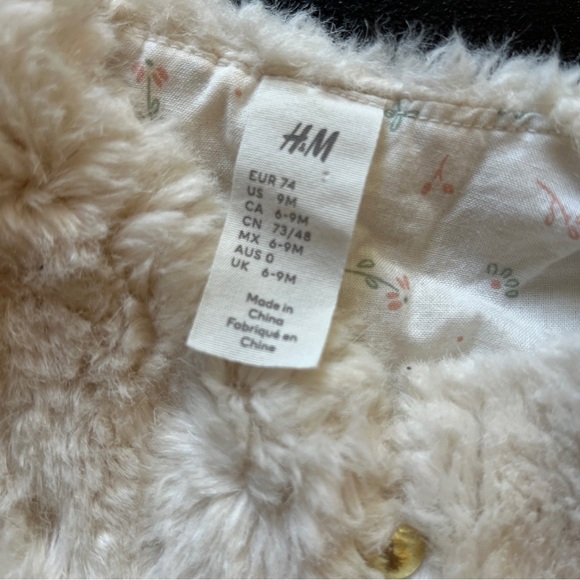 H&M
EUR 74
US 9M
CA 6-9M
CN 73/48
MX 6-9M
AUS 0
UK 6-9M
Made in
China
Fabriqué en
Chine